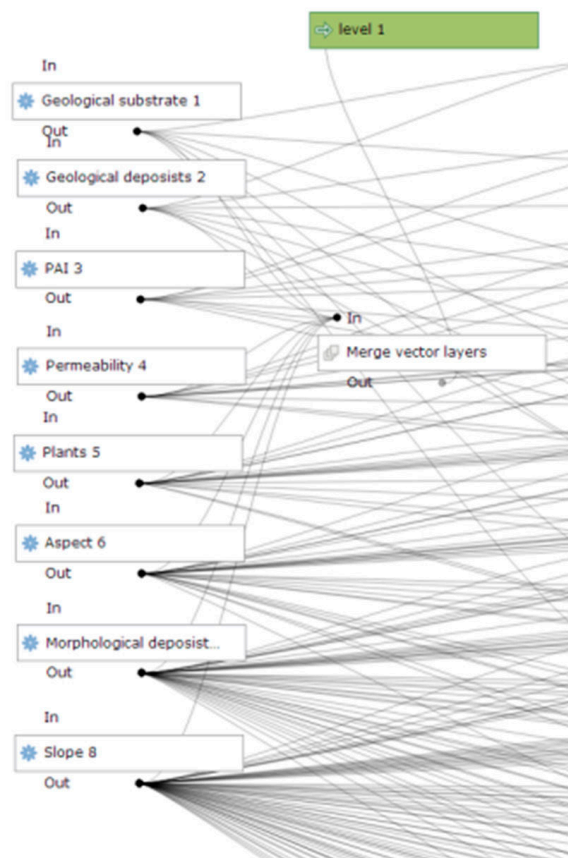 level 1
In
Geological substrate 1
Out
In
Geological deposists 2
Out
In
PAI 3
Out
In
Merge vector layers
Out
In
Permeability 4
Out
In
Plants 5
Out
In
Aspect 6
Out
In
Morphological deposist...
Out
In
Slope 8
Out